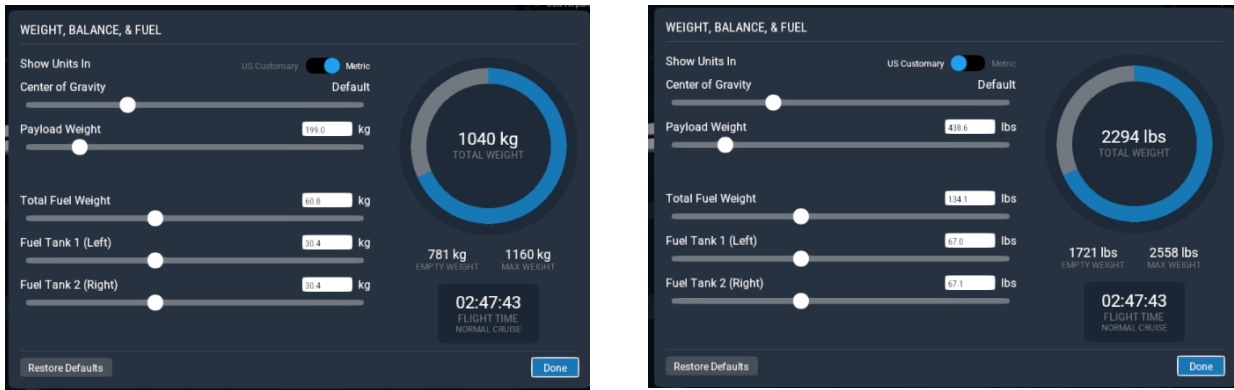 WEIGHT, BALANCE, & FUEL
Show Units In
US Customary Metric
Center of Gravity Default
Payload Weight 199.0 kg
1040 kg
TOTAL WEIGHT
Total Fuel Weight 60.8 kg
Fuel Tank 1 (Left) 30.4 kg
Fuel Tank 2 (Right) 30.4 kg
781 kg 1160 kg
EMPTY WEIGHT MAX WEIGHT
02:47:43
FLIGHT TIME
NORMAL CRUISE
Restore Defaults Done
WEIGHT, BALANCE, & FUEL
Show Units In
US Customary Metric
Center of Gravity Default
Payload Weight 438.6 lbs
2294 lbs
TOTAL WEIGHT
Total Fuel Weight 134.1 lbs
Fuel Tank 1 (Left) 67.0 lbs
Fuel Tank 2 (Right) 67.1 lbs
1721 lbs 2558 lbs
EMPTY WEIGHT MAX WEIGHT
02:47:43
FLIGHT TIME
NORMAL CRUISE
Restore Defaults Done